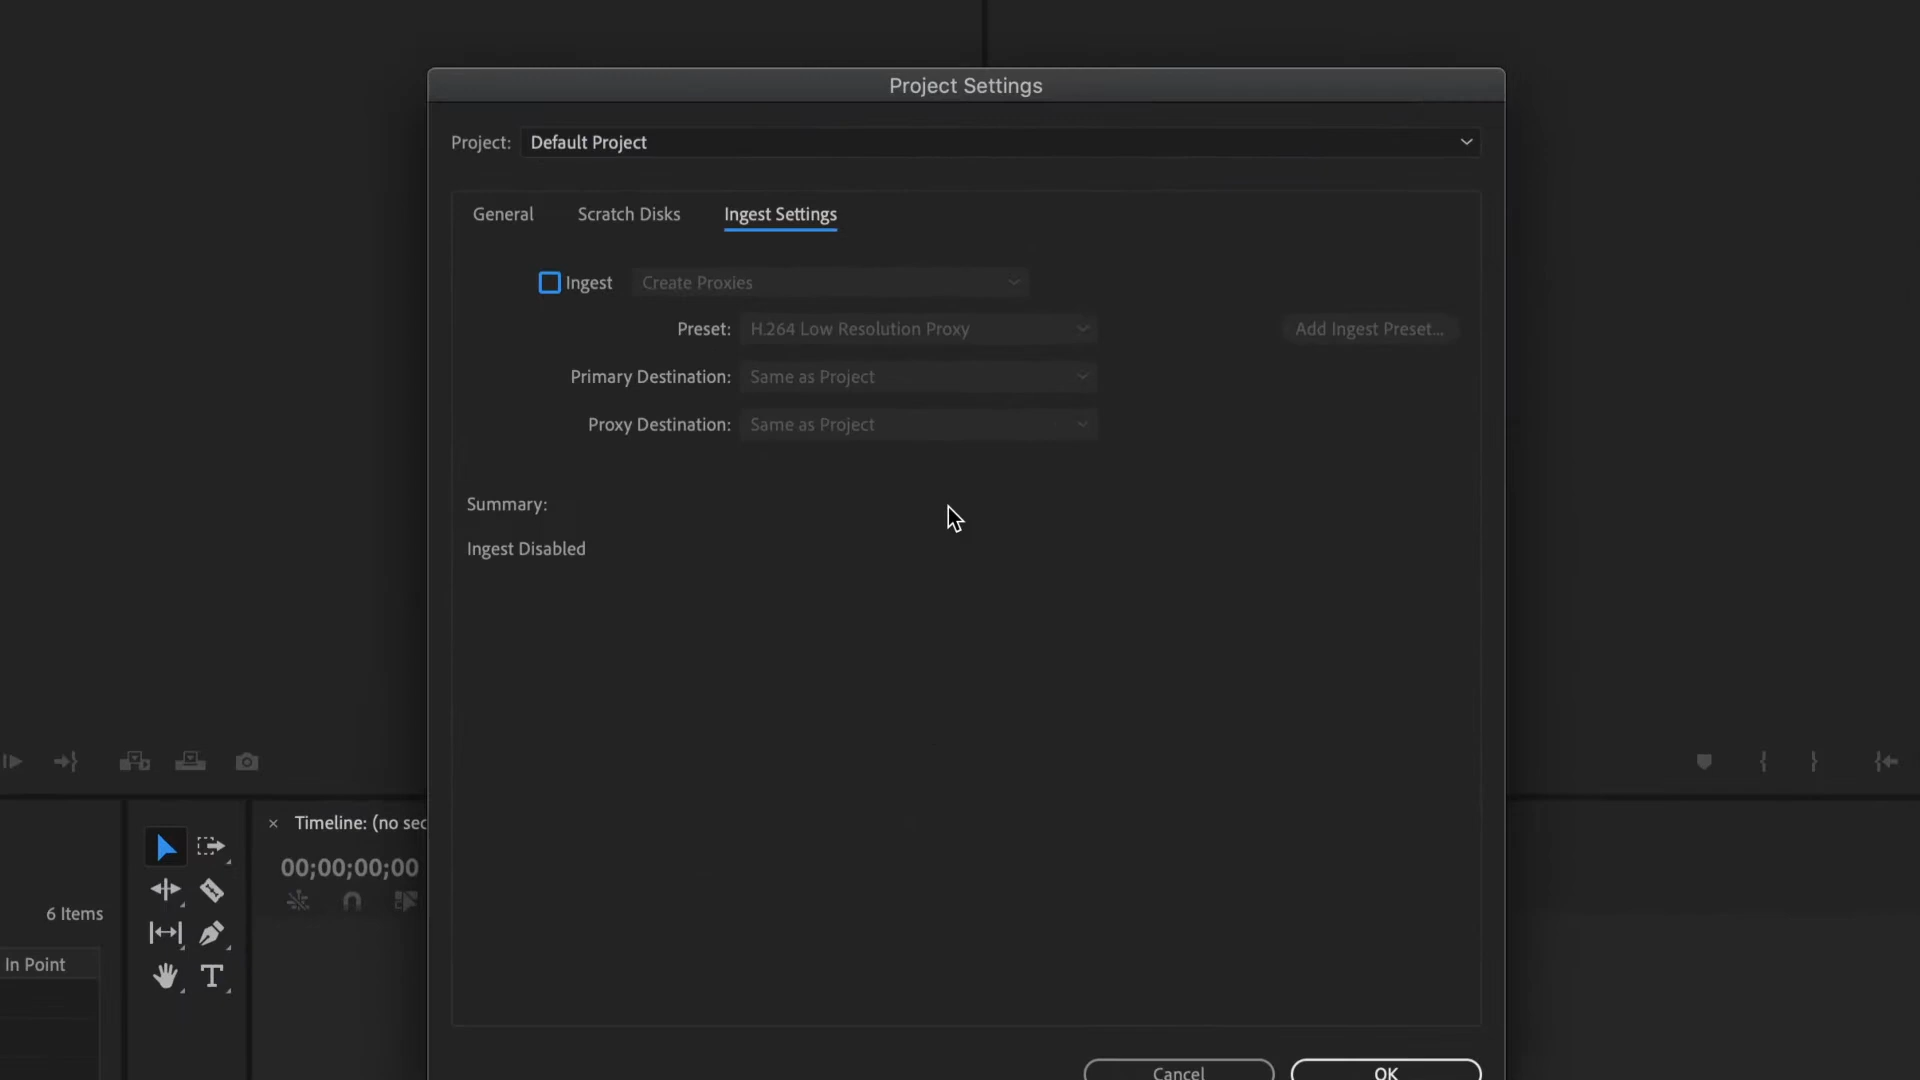 Project Settings
Project: Default Project
General Scratch Disks Ingest Settings
Ingest Create Proxies
Preset: H.264 Low Resolution Proxy Add Ingest Preset...
Primary Destination: Same as Project
Proxy Destination: Same as Project
Summary:
Ingest Disabled
× Timeline: (no sec
00;00;00;00
6 Items
In Point
Cancel OK